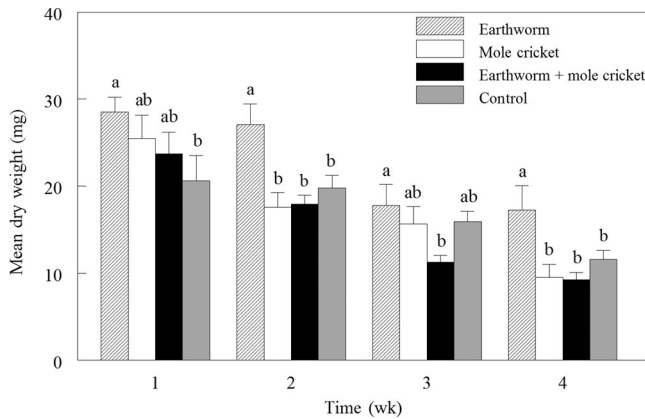 Mean dry weight (mg)
40
30
20
10
0
Earthworm
Mole cricket
Earthworm + mole cricket
Control
a ab ab b
a b b b
a ab b ab
a b b b
1 2 3 4
Time (wk)